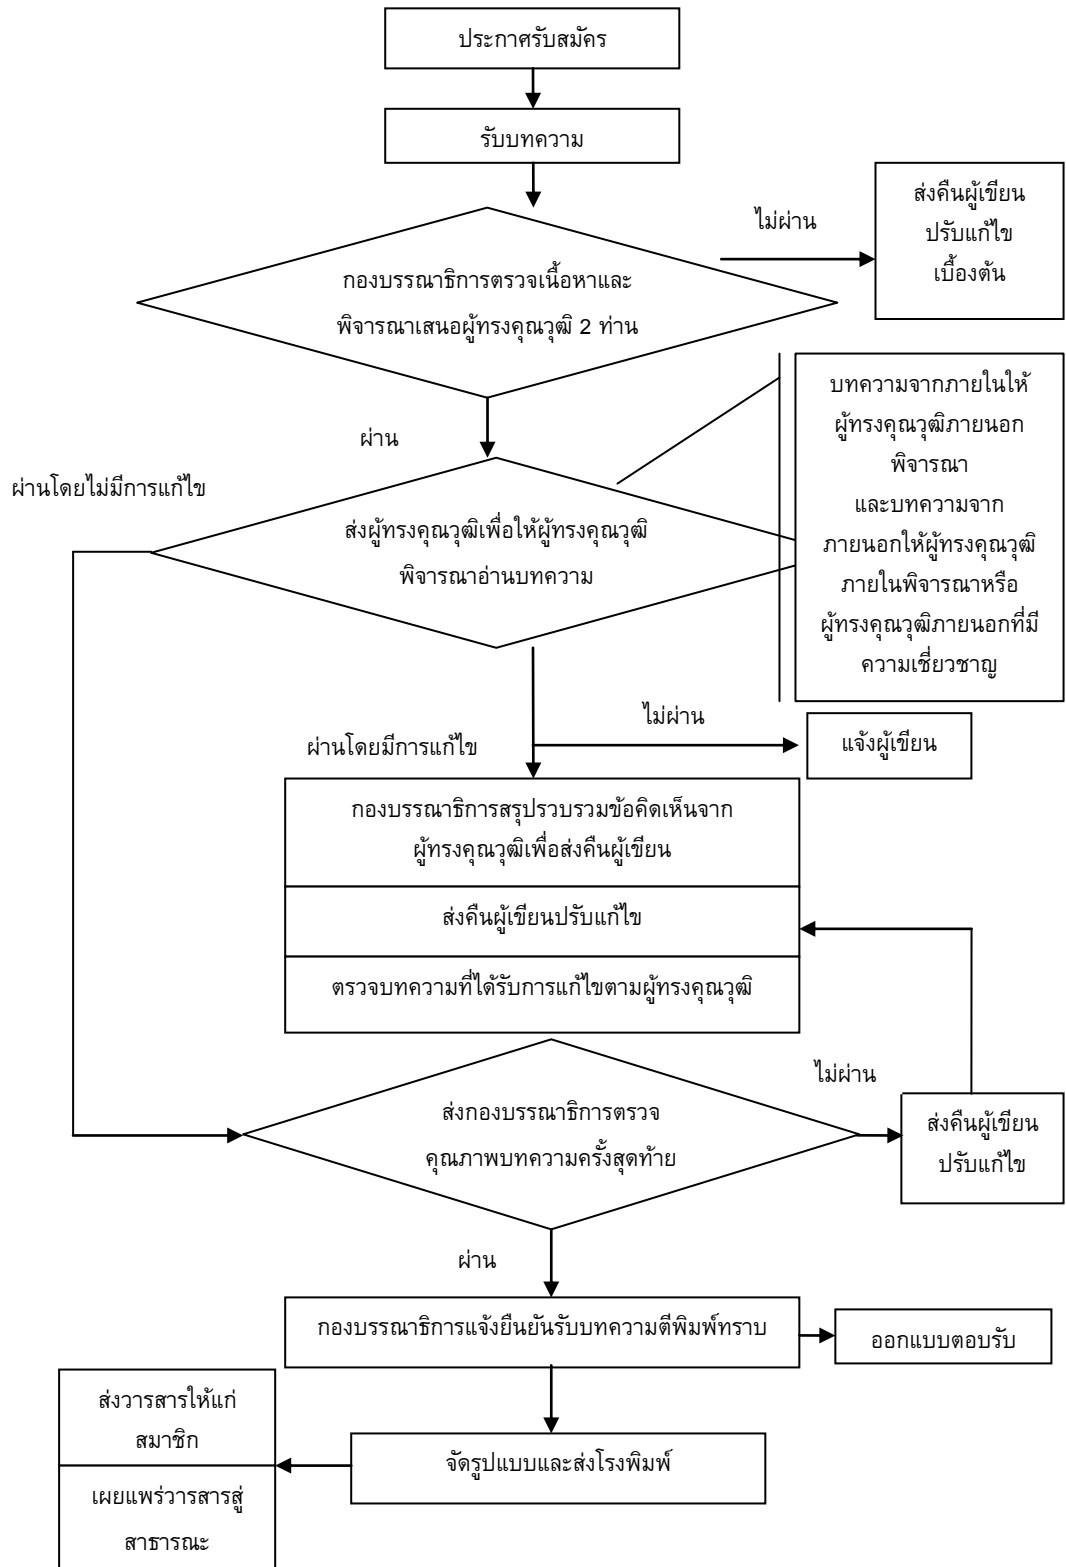 ประกาศรับสมัคร
รับบทความ
ส่งคืนผู้เขียน
ปรับแก้ไข
เบื้องต้น
ไม่ผ่าน
กองบรรณาธิการตรวจเนื้อหาและ
พิจารณาเสนอผู้ทรงคุณวุฒิ 2 ท่าน
บทความจากภายในให้
ผู้ทรงคุณวุฒิภายนอก
พิจารณา
และบทความจาก
ภายนอกให้ผู้ทรงคุณวุฒิ
ภายในพิจารณาหรือ
ผู้ทรงคุณวุฒิภายนอกที่มี
ความเชี่ยวชาญ
ผ่าน
ผ่านโดยไม่มีการแก้ไข
ส่งผู้ทรงคุณวุฒิเพื่อให้ผู้ทรงคุณวุฒิ
พิจารณาอ่านบทความ
ไม่ผ่าน
แจ้งผู้เขียน
ผ่านโดยมีการแก้ไข
กองบรรณาธิการสรุปรวบรวมข้อคิดเห็นจาก
ผู้ทรงคุณวุฒิเพื่อส่งคืนผู้เขียน
ส่งคืนผู้เขียนปรับแก้ไข
ตรวจบทความที่ได้รับการแก้ไขตามผู้ทรงคุณวุฒิ
ไม่ผ่าน
ส่งกองบรรณาธิการตรวจ
คุณภาพบทความครั้งสุดท้าย
ส่งคืนผู้เขียน
ปรับแก้ไข
ผ่าน
กองบรรณาธิการแจ้งยืนยันรับบทความตีพิมพ์ทราบ
ออกแบบตอบรับ
ส่งวารสารให้แก่
สมาชิก
จัดรูปแบบและส่งโรงพิมพ์
เผยแพร่วารสารสู่
สาธารณะ